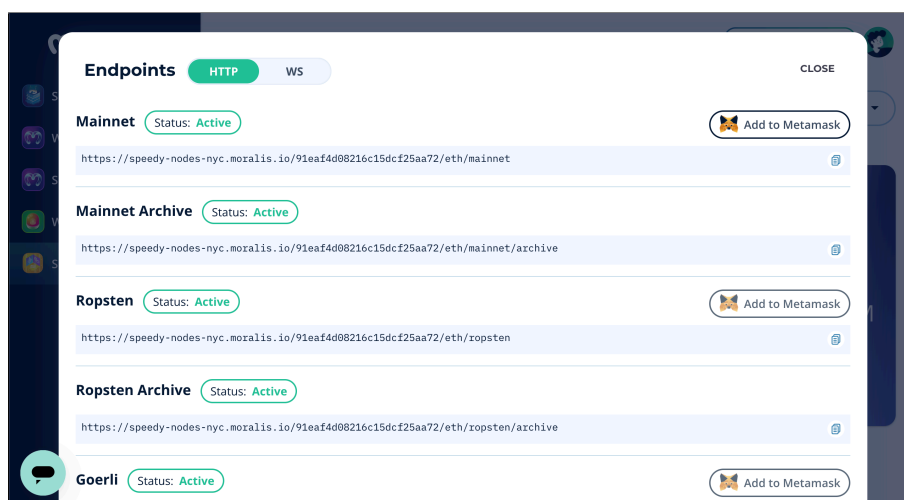 Endpoints HTTP WS CLOSE
Mainnet Status: Active Add to Metamask
https://speedy-nodes-nyc.moralis.io/91eaf4d08216c15dcf25aa72/eth/mainnet
Mainnet Archive Status: Active
https://speedy-nodes-nyc.moralis.io/91eaf4d08216c15dcf25aa72/eth/mainnet/archive
Ropsten Status: Active Add to Metamask
https://speedy-nodes-nyc.moralis.io/91eaf4d08216c15dcf25aa72/eth/ropsten
Ropsten Archive Status: Active
https://speedy-nodes-nyc.moralis.io/91eaf4d08216c15dcf25aa72/eth/ropsten/archive
Goerli Status: Active Add to Metamask